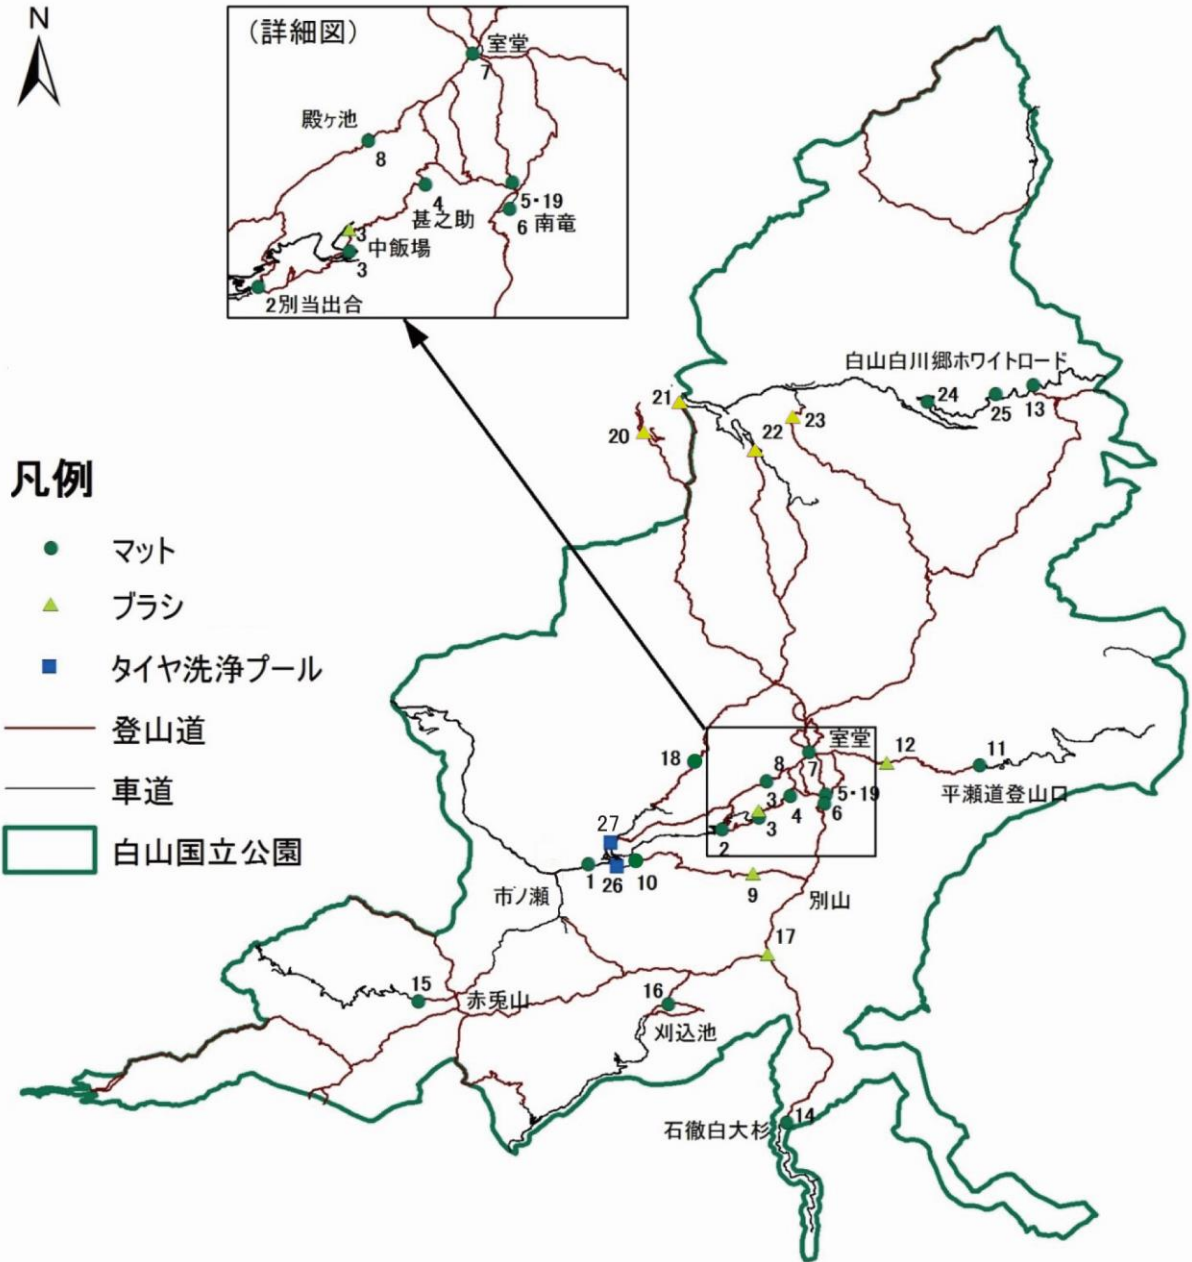 N
(詳細図)
室堂
7
殿ヶ池
8
4
甚之助
5・19
6 南竜
3
中飯場
3
2別当出合
白山白川郷ホワイトロード
21
24
25
13
20
22
23
凡例
マット
ブラシ
タイヤ洗浄プール
登山道
車道
白山国立公園
室堂
18
8
7
12
11
平瀬道登山口
3
4
5・19
6
27
3
2
1
26
10
市ノ瀬
9
別山
17
15
赤兎山
16
刈込池
石徹白大杉
14